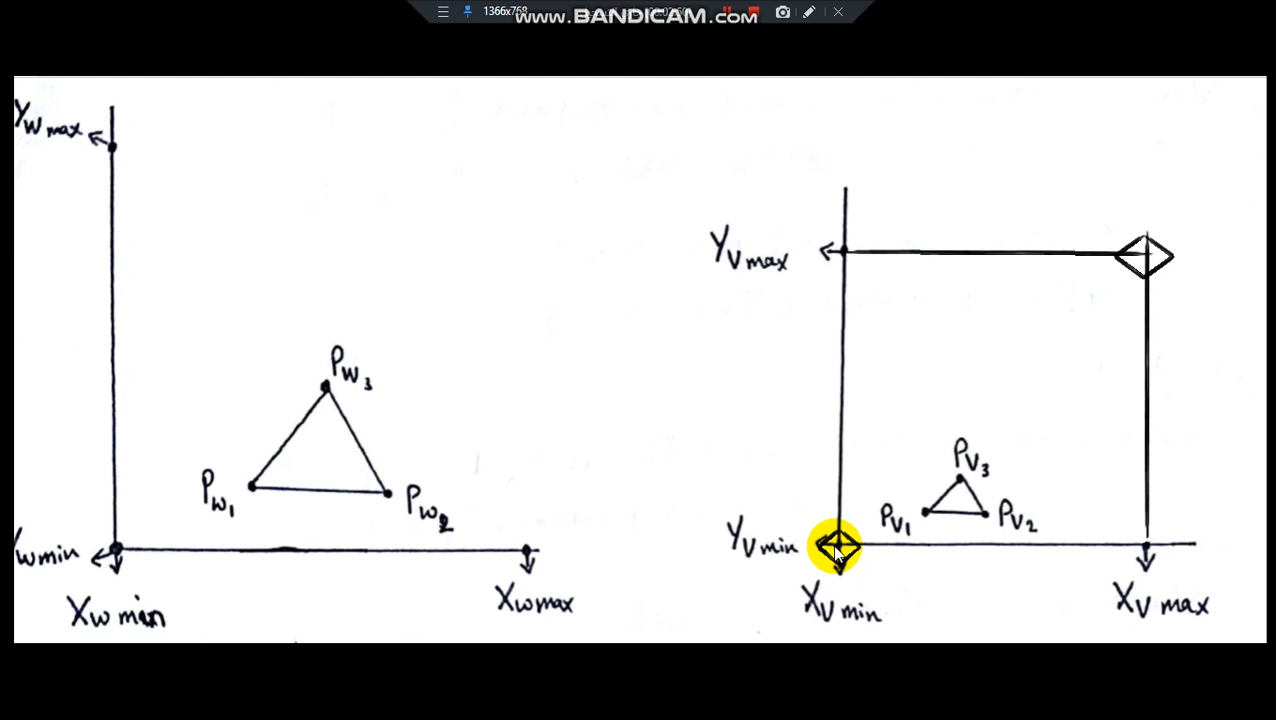 1366x768
www.BANDICAM.com
Yw max
Pw3
Pw1
Pw2
Ywmin
Xw min
Xwmax
Yv max
Pv3
Pv1
Pv2
Yv min
Xv min
Xv max